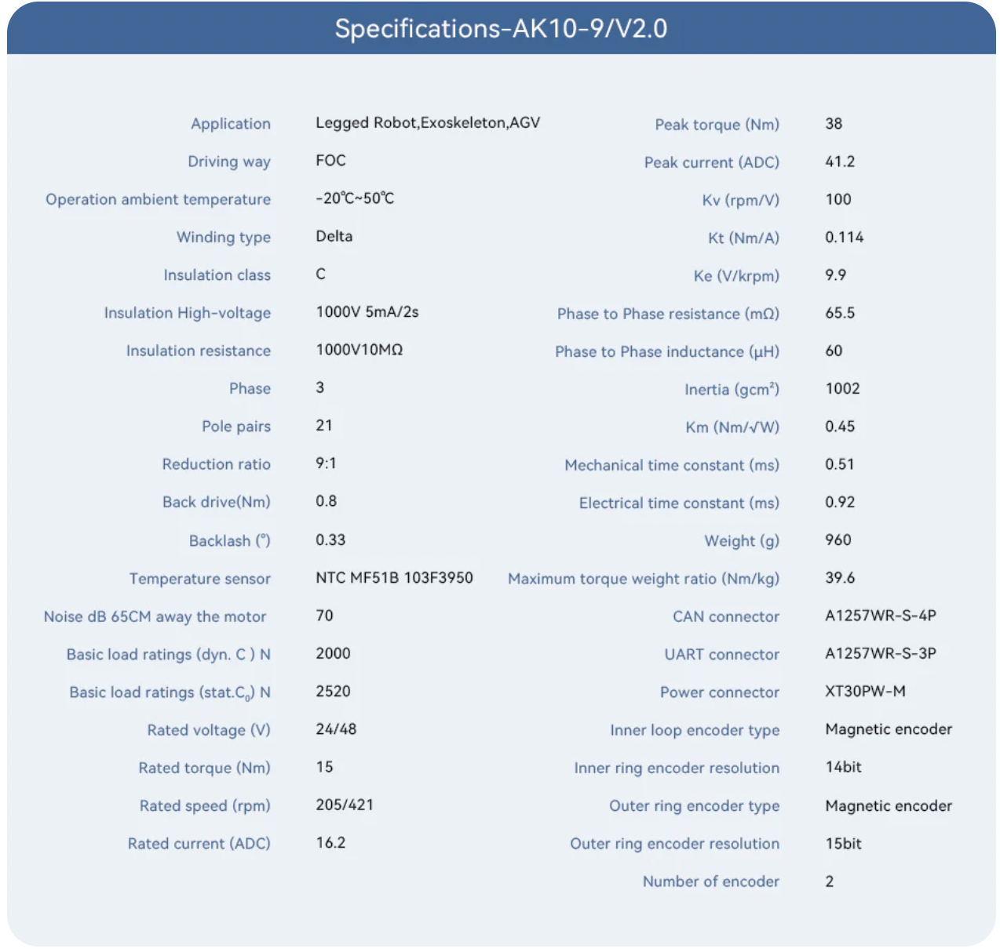 Specifications-AK10-9/V2.0
Application Legged Robot,Exoskeleton,AGV
Driving way FOC
Operation ambient temperature -20℃~50℃
Winding type Delta
Insulation class C
Insulation High-voltage 1000V 5mA/2s
Insulation resistance 1000V10MΩ
Phase 3
Pole pairs 21
Reduction ratio 9:1
Back drive(Nm) 0.8
Backlash (°) 0.33
Temperature sensor NTC MF51B 103F3950
Noise dB 65CM away the motor 70
Basic load ratings (dyn. C ) N 2000
Basic load ratings (stat.C₀) N 2520
Rated voltage (V) 24/48
Rated torque (Nm) 15
Rated speed (rpm) 205/421
Rated current (ADC) 16.2
Peak torque (Nm) 38
Peak current (ADC) 41.2
Kv (rpm/V) 100
Kt (Nm/A) 0.114
Ke (V/krpm) 9.9
Phase to Phase resistance (mΩ) 65.5
Phase to Phase inductance (μH) 60
Inertia (gcm²) 1002
Km (Nm/√W) 0.45
Mechanical time constant (ms) 0.51
Electrical time constant (ms) 0.92
Weight (g) 960
Maximum torque weight ratio (Nm/kg) 39.6
CAN connector A1257WR-S-4P
UART connector A1257WR-S-3P
Power connector XT30PW-M
Inner loop encoder type Magnetic encoder
Inner ring encoder resolution 14bit
Outer ring encoder type Magnetic encoder
Outer ring encoder resolution 15bit
Number of encoder 2